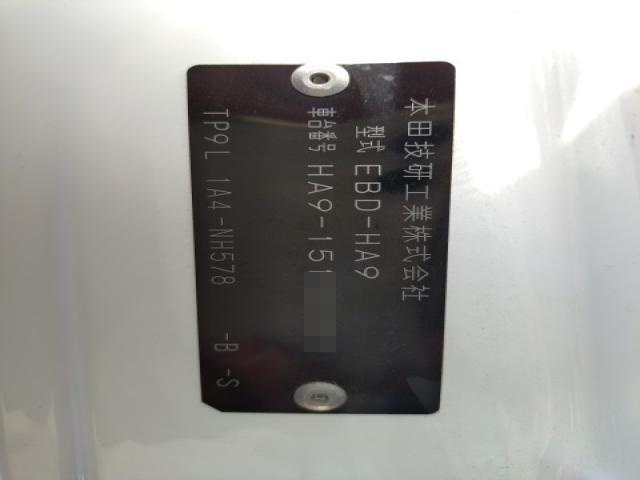 本田技研工業株式会社
型式 EBD-HA9
車台番号 HA9-151
TP9L 1A4-NH578 -B -S